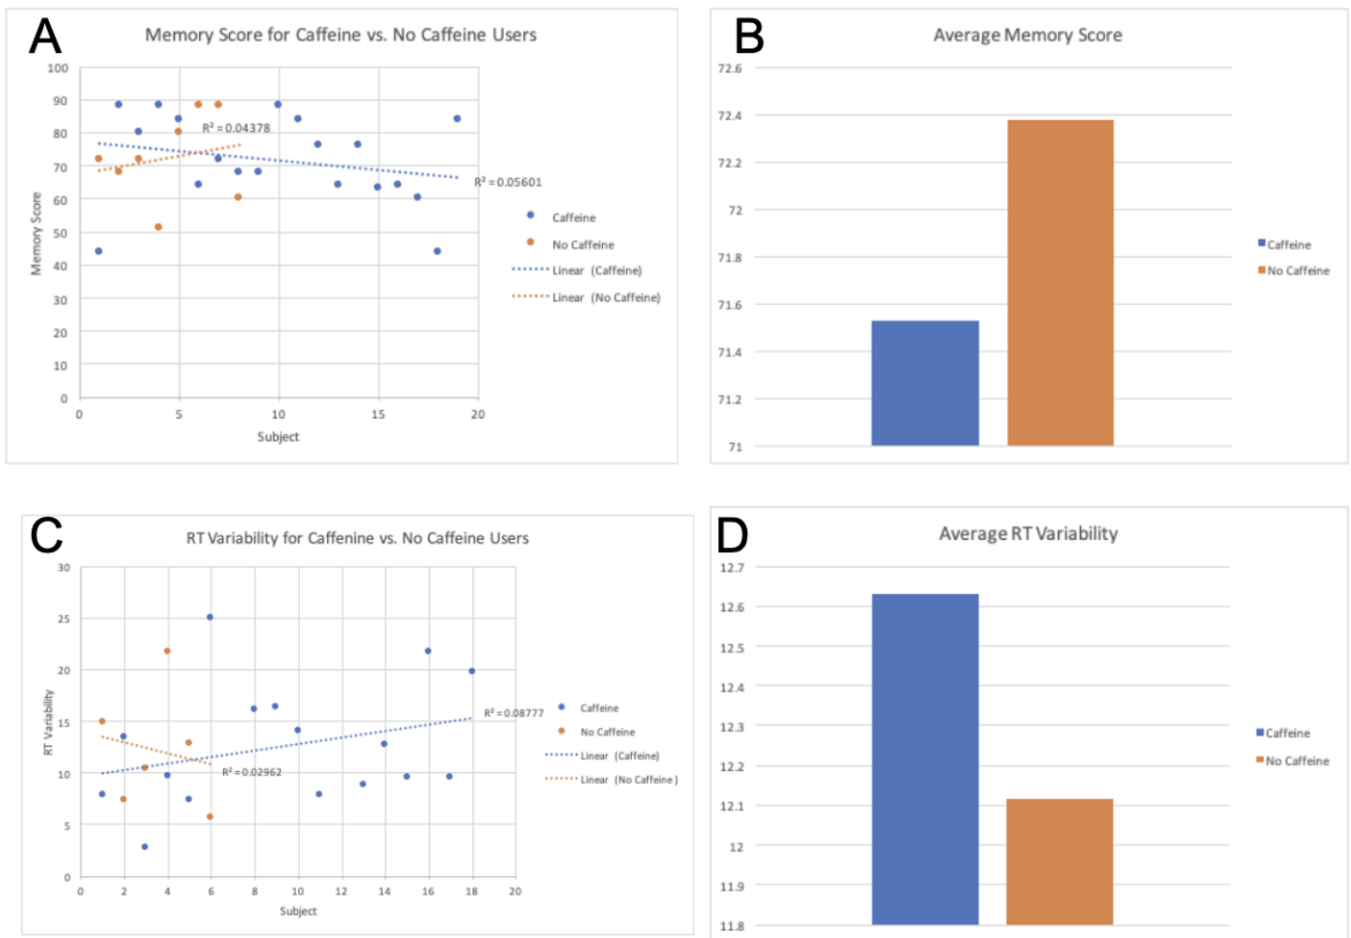 A
Memory Score for Caffeine vs. No Caffeine Users
100
90
80
70
60
50
40
30
20
10
0
0 5 10 15 20
Memory Score
Subject
R² = 0.04378
R² = 0.05601
Caffeine
No Caffeine
Linear (Caffeine)
Linear (No Caffeine)
B
Average Memory Score
72.6
72.4
72.2
72
71.8
71.6
71.4
71.2
71
Caffeine
No Caffeine
C
RT Variability for Caffenine vs. No Caffeine Users
30
25
20
15
10
5
0
0 2 4 6 8 10 12 14 16 18 20
RT Variability
Subject
R² = 0.08777
R² = 0.02962
Caffeine
No Caffeine
Linear (Caffeine)
Linear (No Caffeine )
D
Average RT Variability
12.7
12.6
12.5
12.4
12.3
12.2
12.1
12
11.9
11.8
Caffeine
No Caffeine